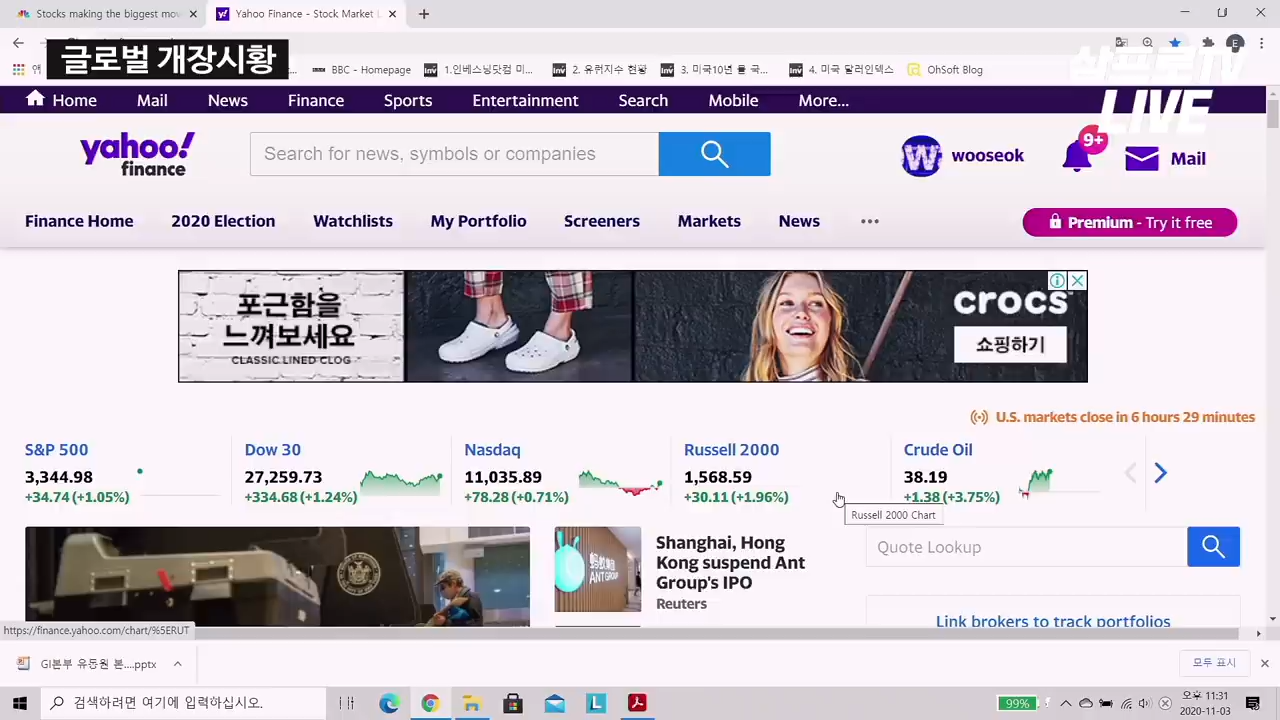 Stocks making the biggest mov
Yahoo Finance - Stock Market L
글로벌 개장시황
BBC - Homepage
1.인베스팅닷컴 미...
2. 유럽지수 현황
3. 미국10년 물 국...
4. 미국 달러인덱스
OhSoft Blog
삼프로TV
LIVE
Home
Mail
News
Finance
Sports
Entertainment
Search
Mobile
More...
yahoo!
finance
Search for news, symbols or companies
wooseok
9+
Mail
Finance Home
2020 Election
Watchlists
My Portfolio
Screeners
Markets
News
Premium - Try it free
포근함을
느껴보세요
CLASSIC LINED CLOG
crocs
쇼핑하기
U.S. markets close in 6 hours 29 minutes
S&P 500
3,344.98
+34.74 (+1.05%)
Dow 30
27,259.73
+334.68 (+1.24%)
Nasdaq
11,035.89
+78.28 (+0.71%)
Russell 2000
1,568.59
+30.11 (+1.96%)
Crude Oil
38.19
+1.38 (+3.75%)
Russell 2000 Chart
ANT GROUP
Shanghai, Hong
Kong suspend Ant
Group's IPO
Reuters
Quote Lookup
Link brokers to track portfolios
https://finance.yahoo.com/chart/%5ERUT
GI본부 유동원 본....pptx
모두 표시
검색하려면 여기에 입력하십시오.
99%
오후 11:31
2020-11-03